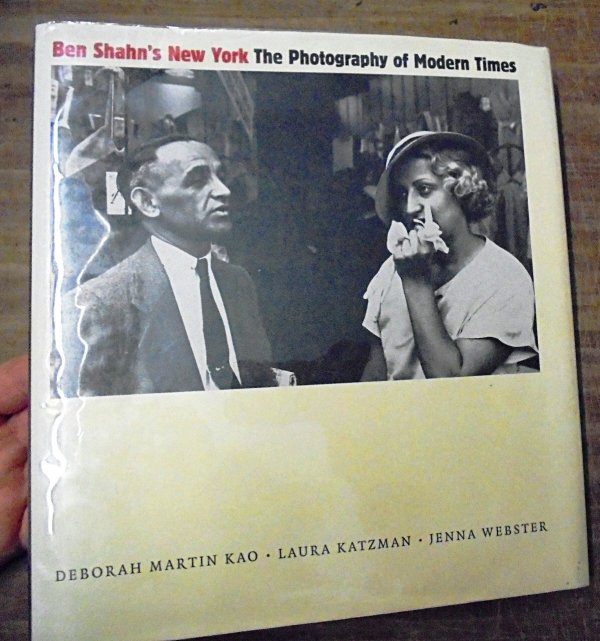 Ben Shahn's New York The Photography of Modern Times
DEBORAH MARTIN KAO • LAURA KATZMAN • JENNA WEBSTER